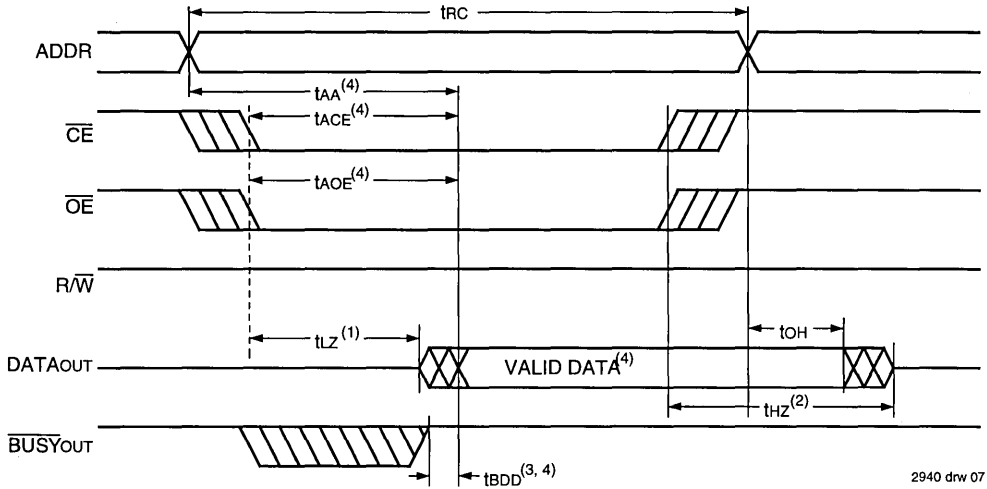 tRC
ADDR
tAA(4)
CE
tACE(4)
OE
tAOE(4)
R/W
tLZ(1)
tOH
DATAOUT
VALID DATA(4)
tHZ(2)
BUSYOUT
tBDD(3, 4)
2940 drw 07